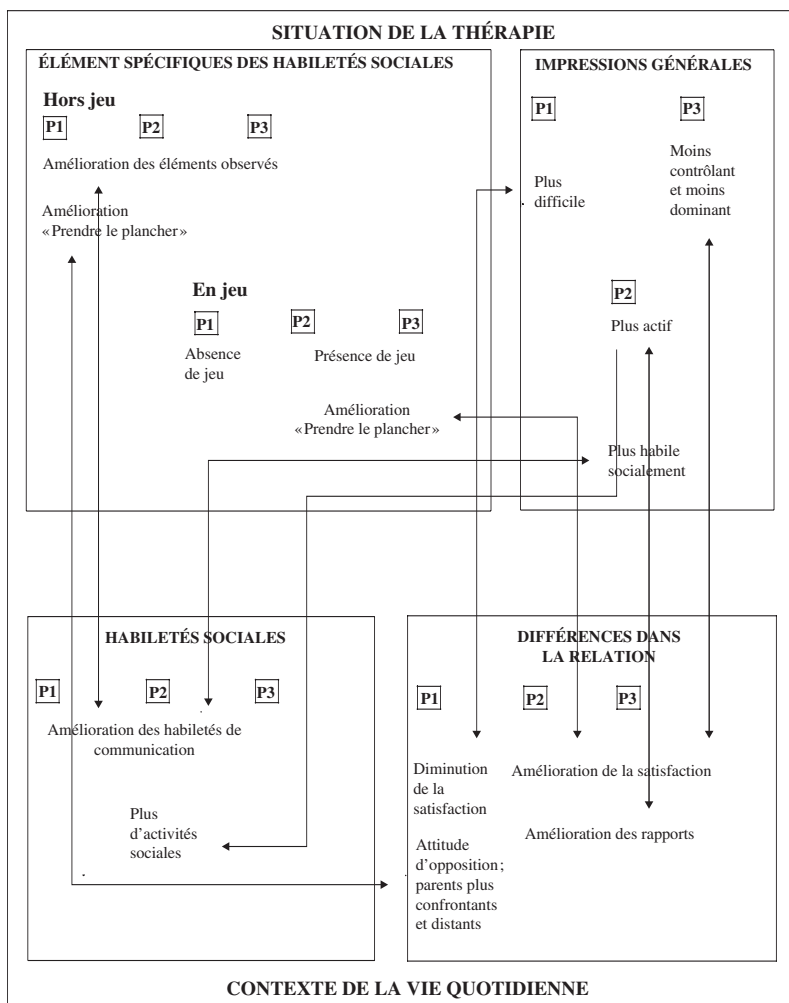 SITUATION DE LA THÉRAPIE
ÉLÉMENT SPÉCIFIQUES DES HABILETÉS SOCIALES
Hors jeu
P1 P2 P3
Amélioration des éléments observés
Amélioration
«Prendre le plancher»
En jeu
P1 P2 P3
Absence
de jeu
Présence de jeu
Amélioration
«Prendre le plancher»
IMPRESSIONS GÉNÉRALES
P1 P3
Plus
difficile
Moins
contrôlant
et moins
dominant
P2
Plus actif
Plus habile
socialement
HABILETÉS SOCIALES
P1 P2 P3
Amélioration des habiletés de
communication
Plus
d'activités
sociales
DIFFÉRENCES DANS
LA RELATION
P1 P2 P3
Diminution
de la
satisfaction
Amélioration de la satisfaction
Amélioration des rapports
Attitude
d'opposition;
parents plus
confrontants
et distants
CONTEXTE DE LA VIE QUOTIDIENNE